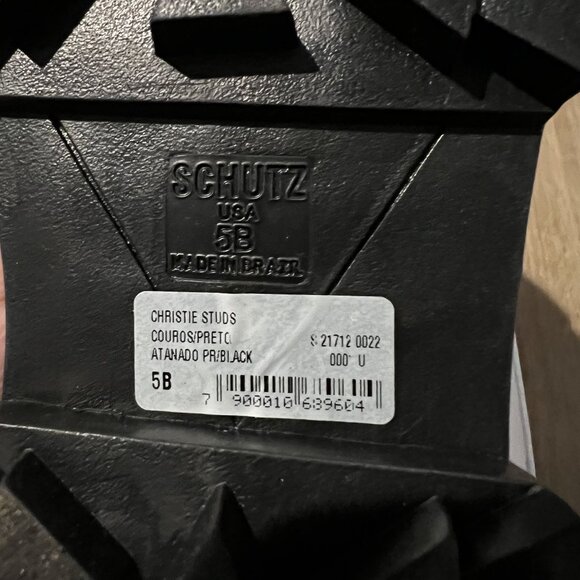 SCHUTZ
USA
5B
MADE IN BRAZIL
CHRISTIE STUDS
COUROS/PRETO
ATANADO PR/BLACK
S 21712 0022
000 U
5B
7 900010 689604